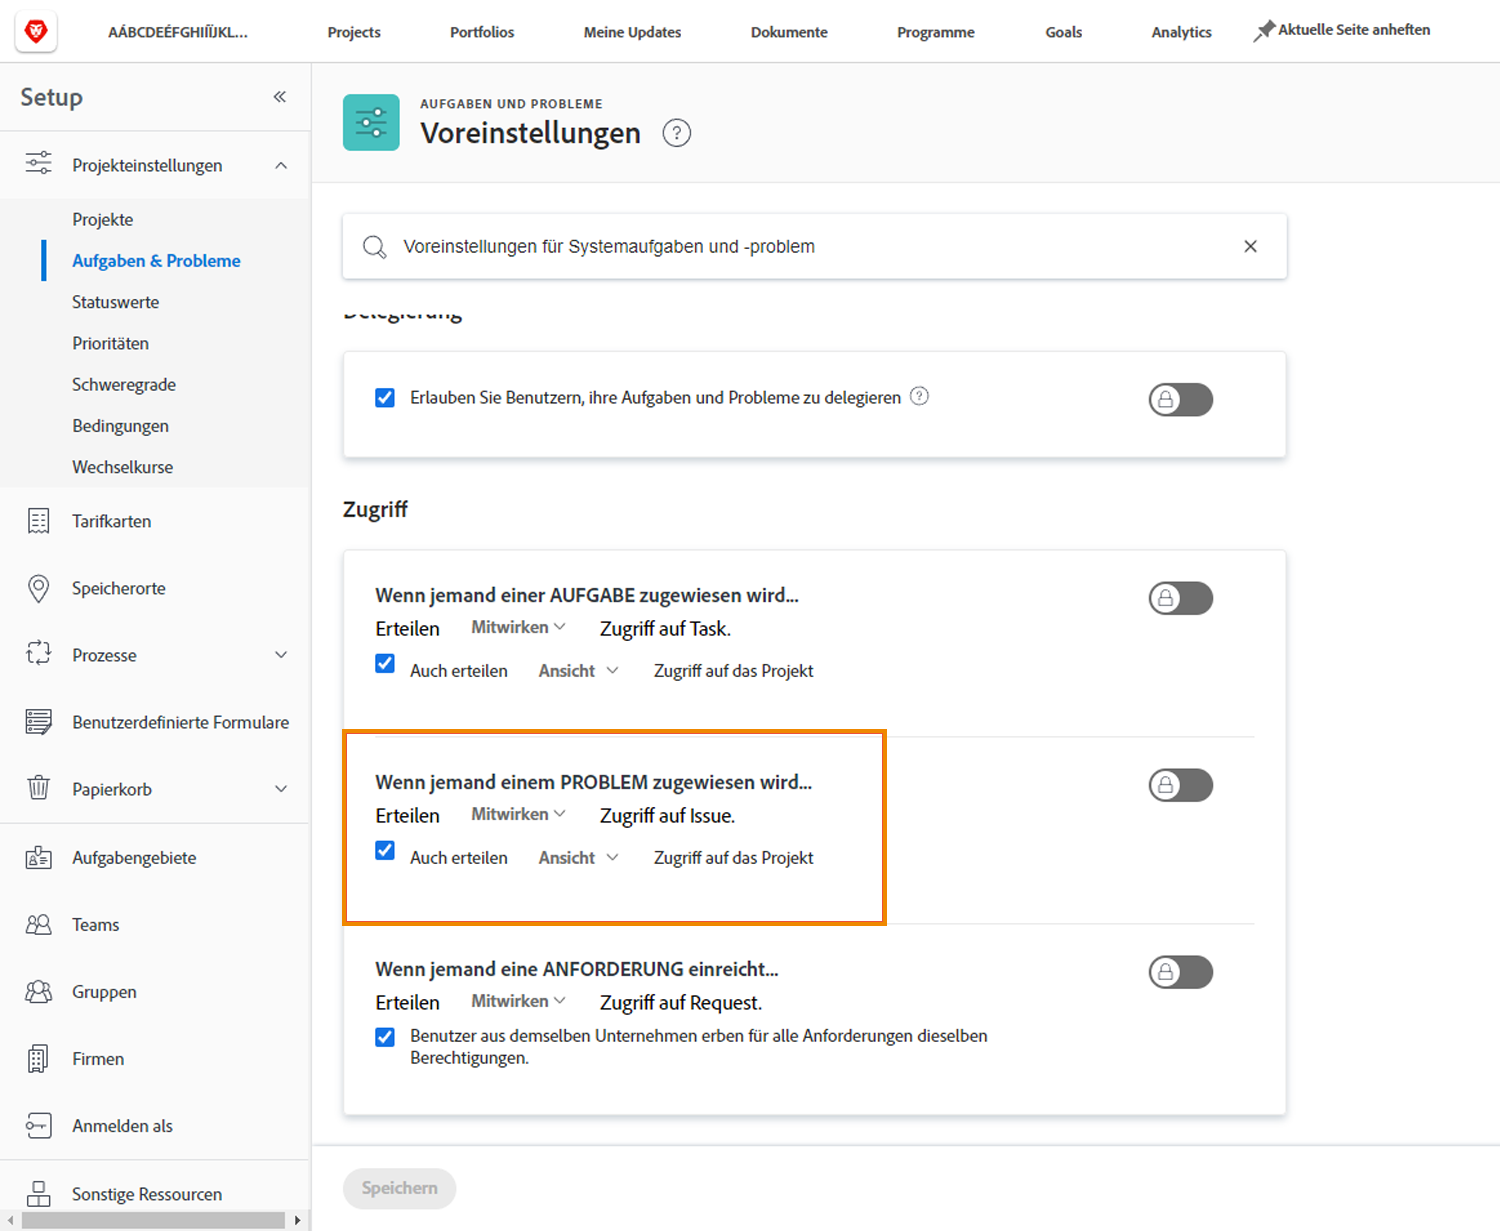 AÁBCDEÉFGHIÍÏJKL...
Projects
Portfolios
Meine Updates
Dokumente
Programme
Goals
Analytics
Aktuelle Seite anheften
Setup
Projekteinstellungen
Projekte
Aufgaben & Probleme
Statuswerte
Prioritäten
Schweregrade
Bedingungen
Wechselkurse
Tarifkarten
Speicherorte
Prozesse
Benutzerdefinierte Formulare
Papierkorb
Aufgabengebiete
Teams
Gruppen
Firmen
Anmelden als
Sonstige Ressourcen
AUFGABEN UND PROBLEME
Voreinstellungen ?
Voreinstellungen für Systemaufgaben und -problem
Delegierung
Erlauben Sie Benutzern, ihre Aufgaben und Probleme zu delegieren ?
Zugriff
Wenn jemand einer AUFGABE zugewiesen wird...
Erteilen Mitwirken Zugriff auf Task.
Auch erteilen Ansicht Zugriff auf das Projekt
Wenn jemand einem PROBLEM zugewiesen wird...
Erteilen Mitwirken Zugriff auf Issue.
Auch erteilen Ansicht Zugriff auf das Projekt
Wenn jemand eine ANFORDERUNG einreicht...
Erteilen Mitwirken Zugriff auf Request.
Benutzer aus demselben Unternehmen erben für alle Anforderungen dieselben
Berechtigungen.
Speichern